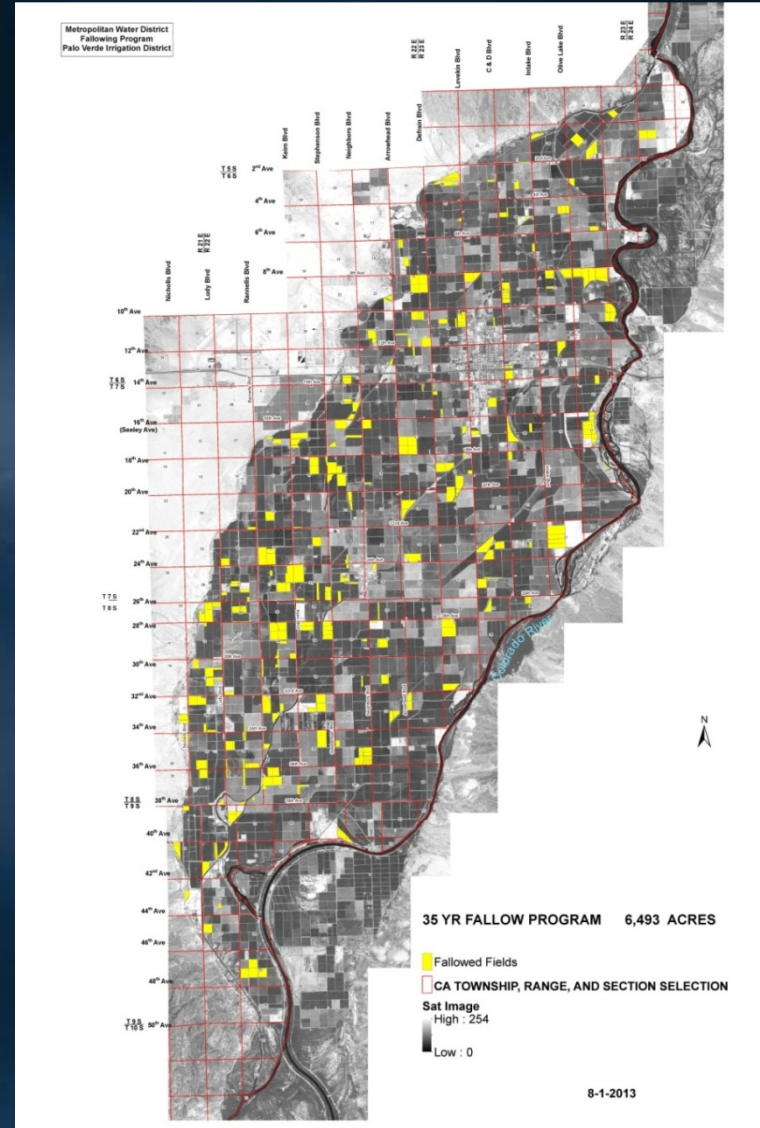 Metropolitan Water District
Fallowing Program
Palo Verde Irrigation District
R 22 E
R 23 E
Lovekin Blvd
C & D Blvd
Intake Blvd
Olive Lake Blvd
R 23 E
R 24 E
Keim Blvd
Stephenson Blvd
Neighbors Blvd
Arrowhead Blvd
Defrain Blvd
T 5 S
T 6 S
2nd Ave
4th Ave
6th Ave
8th Ave
R 21 E
R 22 E
Nicholls Blvd
Ludy Blvd
Rannells Blvd
10th Ave
12th Ave
T 6 S
T 7 S
14th Ave
16th Ave
(Seeley Ave)
18th Ave
20th Ave
22nd Ave
24th Ave
T 7 S
T 8 S
26th Ave
28th Ave
30th Ave
32nd Ave
34th Ave
36th Ave
T 8 S
T 9 S
38th Ave
40th Ave
42nd Ave
44th Ave
46th Ave
48th Ave
T 9 S
T 10 S
50th Ave
Colorado River
N
35 YR FALLOW PROGRAM 6,493 ACRES
Fallowed Fields
CA TOWNSHIP, RANGE, AND SECTION SELECTION
Sat Image
High : 254
Low : 0
8-1-2013